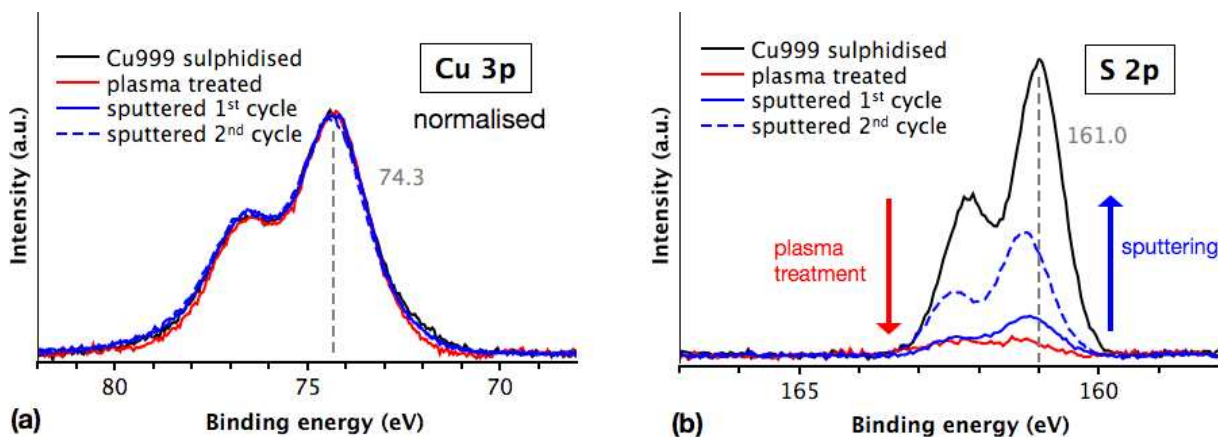 Cu999 sulphidised
plasma treated
sputtered 1st cycle
sputtered 2nd cycle
Cu 3p
normalised
74.3
Intensity (a.u.)
80
75
70
Binding energy (eV)
(a)
Cu999 sulphidised
plasma treated
sputtered 1st cycle
sputtered 2nd cycle
S 2p
161.0
plasma
treatment
sputtering
Intensity (a.u.)
165
160
Binding energy (eV)
(b)